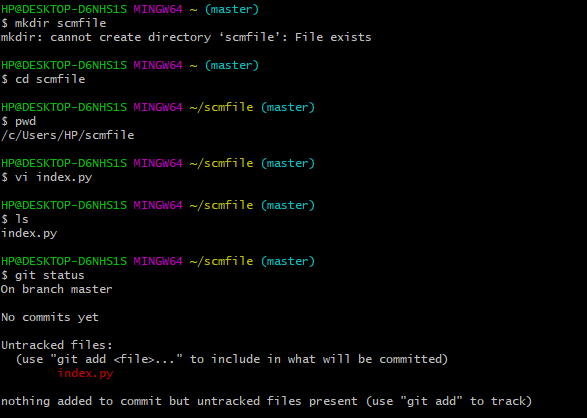 HP@DESKTOP-D6NHS1S MINGW64 ~ (master)
$ mkdir scmfile
mkdir: cannot create directory ‘scmfile’: File exists
HP@DESKTOP-D6NHS1S MINGW64 ~ (master)
$ cd scmfile
HP@DESKTOP-D6NHS1S MINGW64 ~/scmfile (master)
$ pwd
/c/Users/HP/scmfile
HP@DESKTOP-D6NHS1S MINGW64 ~/scmfile (master)
$ vi index.py
HP@DESKTOP-D6NHS1S MINGW64 ~/scmfile (master)
$ ls
index.py
HP@DESKTOP-D6NHS1S MINGW64 ~/scmfile (master)
$ git status
On branch master
No commits yet
Untracked files:
  (use "git add <file>..." to include in what will be committed)
        index.py
nothing added to commit but untracked files present (use "git add" to track)